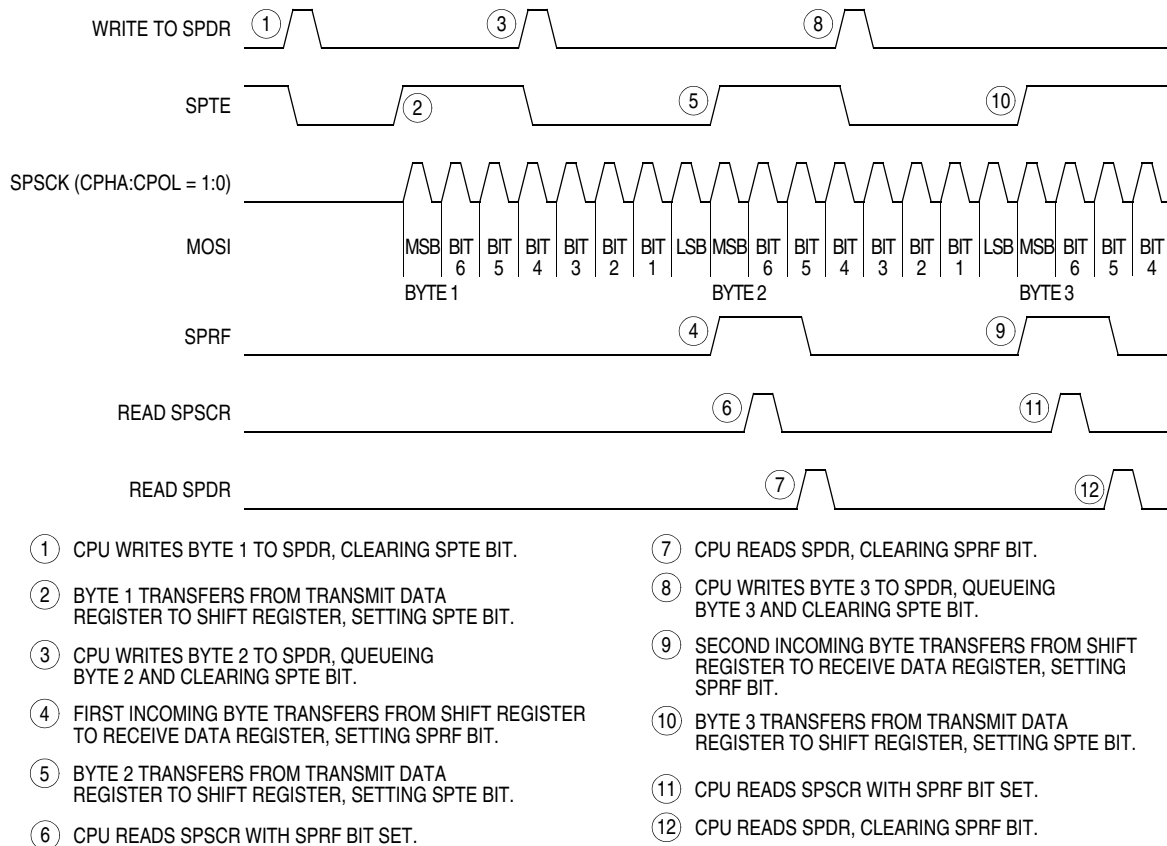 WRITE TO SPDR
1
3
8
SPTE
2
5
10
SPSCK (CPHA:CPOL = 1:0)
MOSI
MSB BIT BIT BIT BIT BIT BIT LSB MSB BIT BIT BIT BIT BIT BIT LSB MSB BIT BIT BIT
6 5 4 3 2 1 6 5 4 3 2 1 6 5 4
BYTE 1 BYTE 2 BYTE 3
SPRF
4
9
READ SPSCR
6
11
READ SPDR
7
12
1 CPU WRITES BYTE 1 TO SPDR, CLEARING SPTE BIT.
2 BYTE 1 TRANSFERS FROM TRANSMIT DATA
REGISTER TO SHIFT REGISTER, SETTING SPTE BIT.
3 CPU WRITES BYTE 2 TO SPDR, QUEUEING
BYTE 2 AND CLEARING SPTE BIT.
4 FIRST INCOMING BYTE TRANSFERS FROM SHIFT REGISTER
TO RECEIVE DATA REGISTER, SETTING SPRF BIT.
5 BYTE 2 TRANSFERS FROM TRANSMIT DATA
REGISTER TO SHIFT REGISTER, SETTING SPTE BIT.
6 CPU READS SPSCR WITH SPRF BIT SET.
7 CPU READS SPDR, CLEARING SPRF BIT.
8 CPU WRITES BYTE 3 TO SPDR, QUEUEING
BYTE 3 AND CLEARING SPTE BIT.
9 SECOND INCOMING BYTE TRANSFERS FROM SHIFT
REGISTER TO RECEIVE DATA REGISTER, SETTING
SPRF BIT.
10 BYTE 3 TRANSFERS FROM TRANSMIT DATA
REGISTER TO SHIFT REGISTER, SETTING SPTE BIT.
11 CPU READS SPSCR WITH SPRF BIT SET.
12 CPU READS SPDR, CLEARING SPRF BIT.